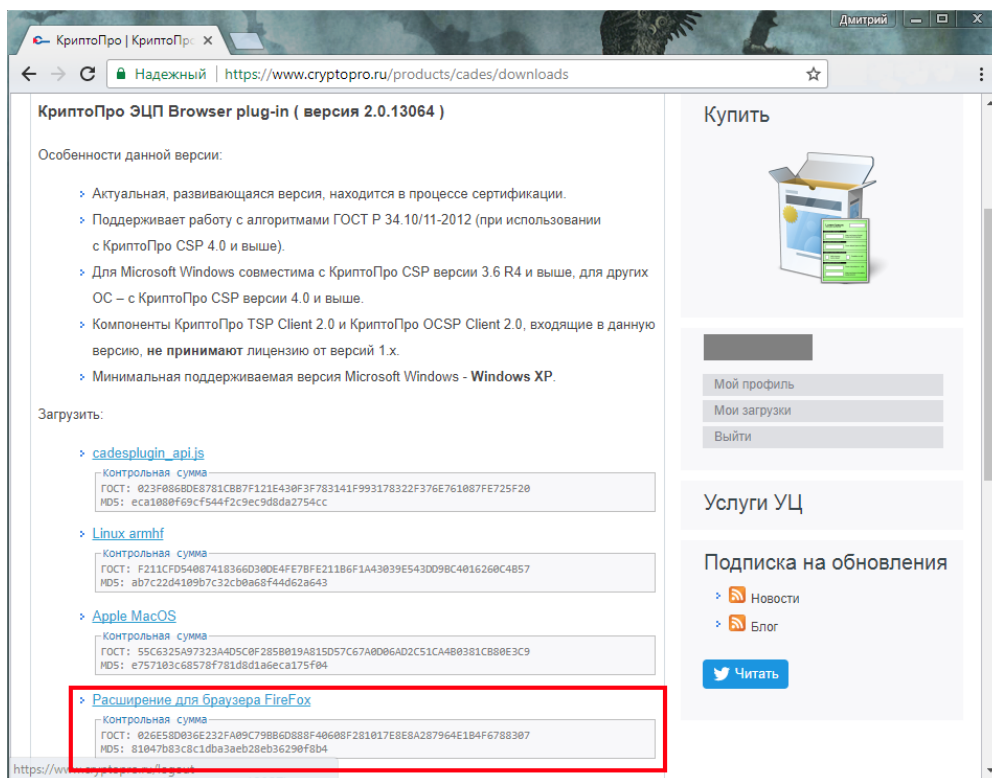 Дмитрий
КриптоПро | КриптоПро
Надежный | https://www.cryptopro.ru/products/cades/downloads
КриптоПро ЭЦП Browser plug-in ( версия 2.0.13064 )
Особенности данной версии:
Актуальная, развивающаяся версия, находится в процессе сертификации.
Поддерживает работу с алгоритмами ГОСТ Р 34.10/11-2012 (при использовании
с КриптоПро CSP 4.0 и выше).
Для Microsoft Windows совместима с КриптоПро CSP версии 3.6 R4 и выше, для других
ОС – с КриптоПро CSP версии 4.0 и выше.
Компоненты КриптоПро TSP Client 2.0 и КриптоПро OCSP Client 2.0, входящие в данную
версию, не принимают лицензию от версий 1.x.
Минимальная поддерживаемая версия Microsoft Windows - Windows XP.
Загрузить:
cadesplugin_api.js
Контрольная сумма
ГОСТ: 023F086BDE8781CBB7F121E430F3F783141F993178322F376E761087FE725F20
MD5: eca1080f69cf544f2c9ec9d8da2754cc
Linux armhf
Контрольная сумма
ГОСТ: F211CFD54087418366D30DE4FE7BFE211B6F1A43039E543DD9BC4016260C4B57
MD5: ab7c22d4109b7c32cb0a68f44d62a643
Apple MacOS
Контрольная сумма
ГОСТ: 55C6325A97323A4D5C0F285B019A815D57C67A0D06AD2C51CA4B0381CB80E3C9
MD5: e757103c68578f781d8d1a6eca175f04
Расширение для браузера FireFox
Контрольная сумма
ГОСТ: 026E58D036E232FA09C79BB6D888F40608F281017E8E8A287964E1B4F6788307
MD5: 81047b83c8c1dba3aeb28eb36290f8b4
https://www.cryptopro.ru/logout
Купить
Мой профиль
Мои загрузки
Выйти
Услуги УЦ
Подписка на обновления
Новости
Блог
Читать